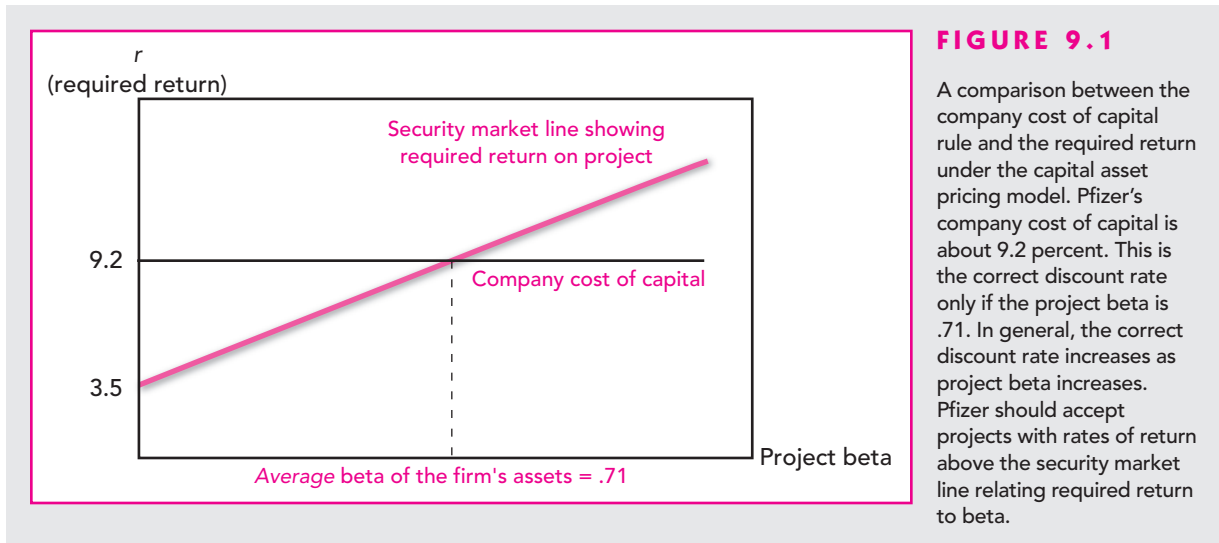 r
(required return)
Security market line showing
required return on project
9.2
Company cost of capital
3.5
Project beta
Average beta of the firm's assets = .71
FIGURE 9.1
A comparison between the
company cost of capital
rule and the required return
under the capital asset
pricing model. Pfizer's
company cost of capital is
about 9.2 percent. This is
the correct discount rate
only if the project beta is
.71. In general, the correct
discount rate increases as
project beta increases.
Pfizer should accept
projects with rates of return
above the security market
line relating required return
to beta.